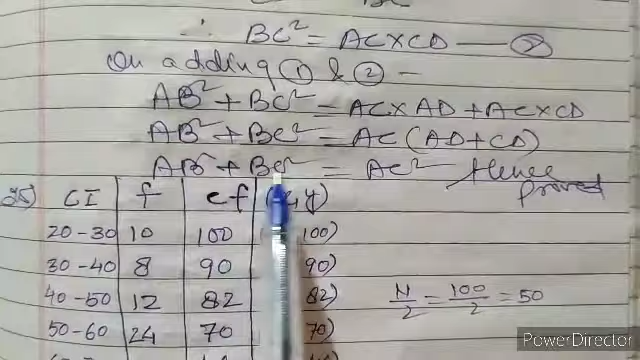 ∴ BC² = AC×CD — ②
On adding ① & ② –
AB² + BC² = AC×AD + AC×CD
AB² + BC² = AC (AD+CD)
AB² + BC² = AC² Hence proved
25) CI f cf y)
20-30 10 100 100)
30-40 8 90 90)
40-50 12 82 82) N/2 = 100/2 = 50
50-60 24 70 70)
PowerDirector